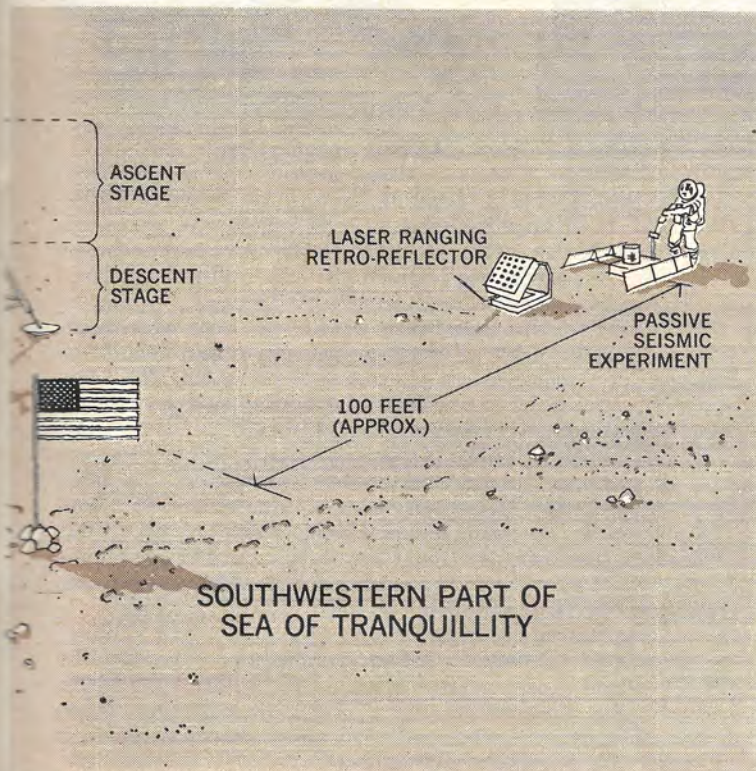 ASCENT
STAGE
DESCENT
STAGE
LASER RANGING
RETRO-REFLECTOR
PASSIVE
SEISMIC
EXPERIMENT
100 FEET
(APPROX.)
SOUTHWESTERN PART OF
SEA OF TRANQUILLITY